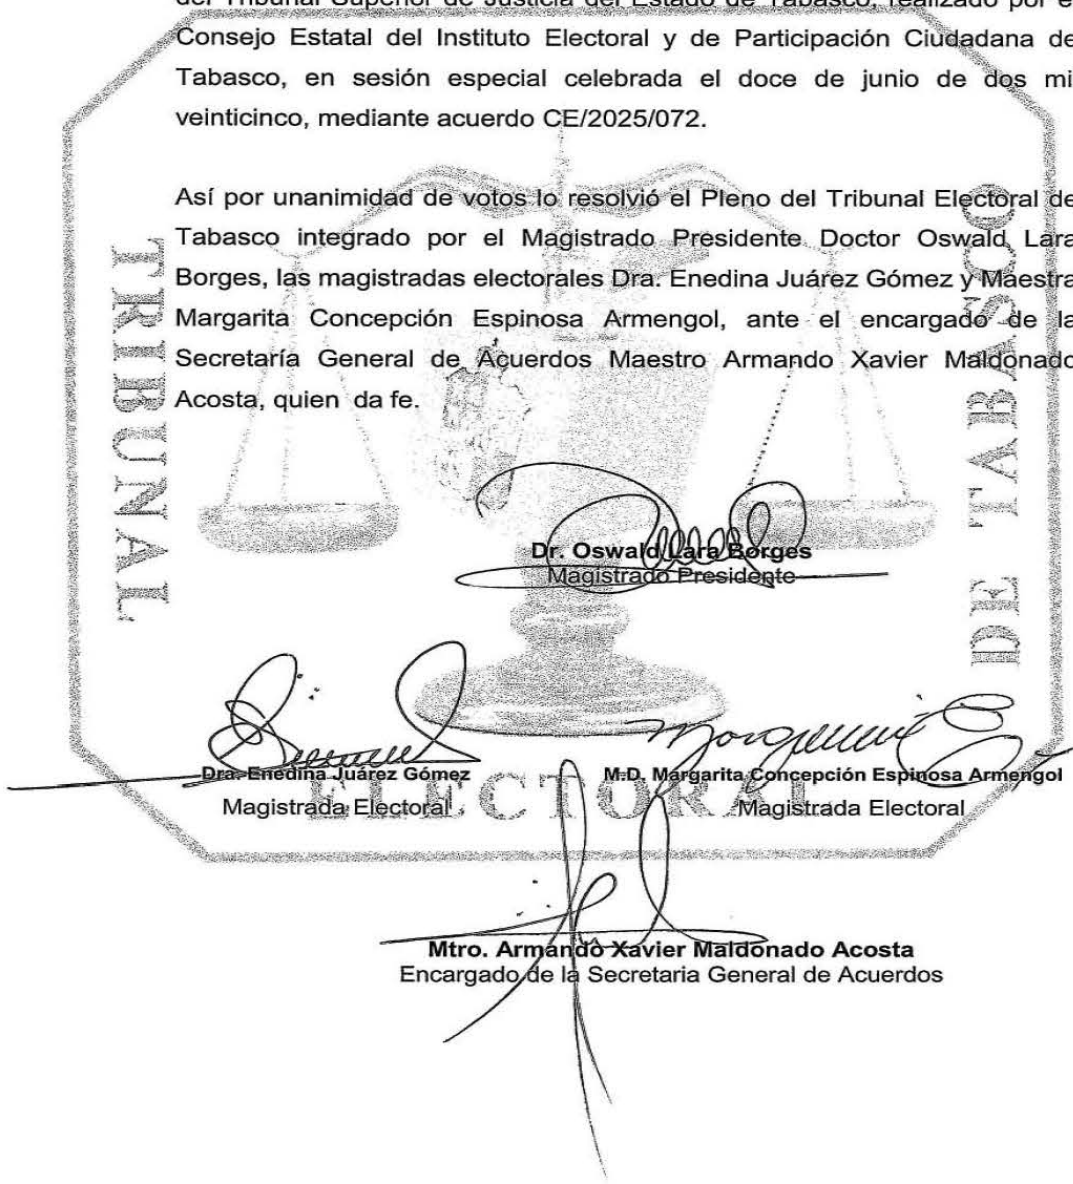 del Tribunal Superior de Justicia del Estado de Tabasco, realizado por e
Consejo Estatal del Instituto Electoral y de Participación Ciudadana de
Tabasco, en sesión especial celebrada el doce de junio de dos mi
veinticinco, mediante acuerdo CE/2025/072.
Así por unanimidad de votos lo resolvió el Pleno del Tribunal Electoral de
Tabasco integrado por el Magistrado Presidente Doctor Oswald Lara
Borges, las magistradas electorales Dra. Enedina Juárez Gómez y Maestra
Margarita Concepción Espinosa Armengol, ante el encargado de la
Secretaría General de Acuerdos Maestro Armando Xavier Maldonado
Acosta, quien da fe.
TRIBUNAL
DE TABASCO
Dr. Oswald Lara Borges
Magistrado Presidente
Dra. Enedina Juárez Gómez
M.D. Margarita Concepción Espinosa Armengol
Magistrada Electoral
Magistrada Electoral
ELECTORAL
Mtro. Armando Xavier Maldonado Acosta
Encargado de la Secretaria General de Acuerdos